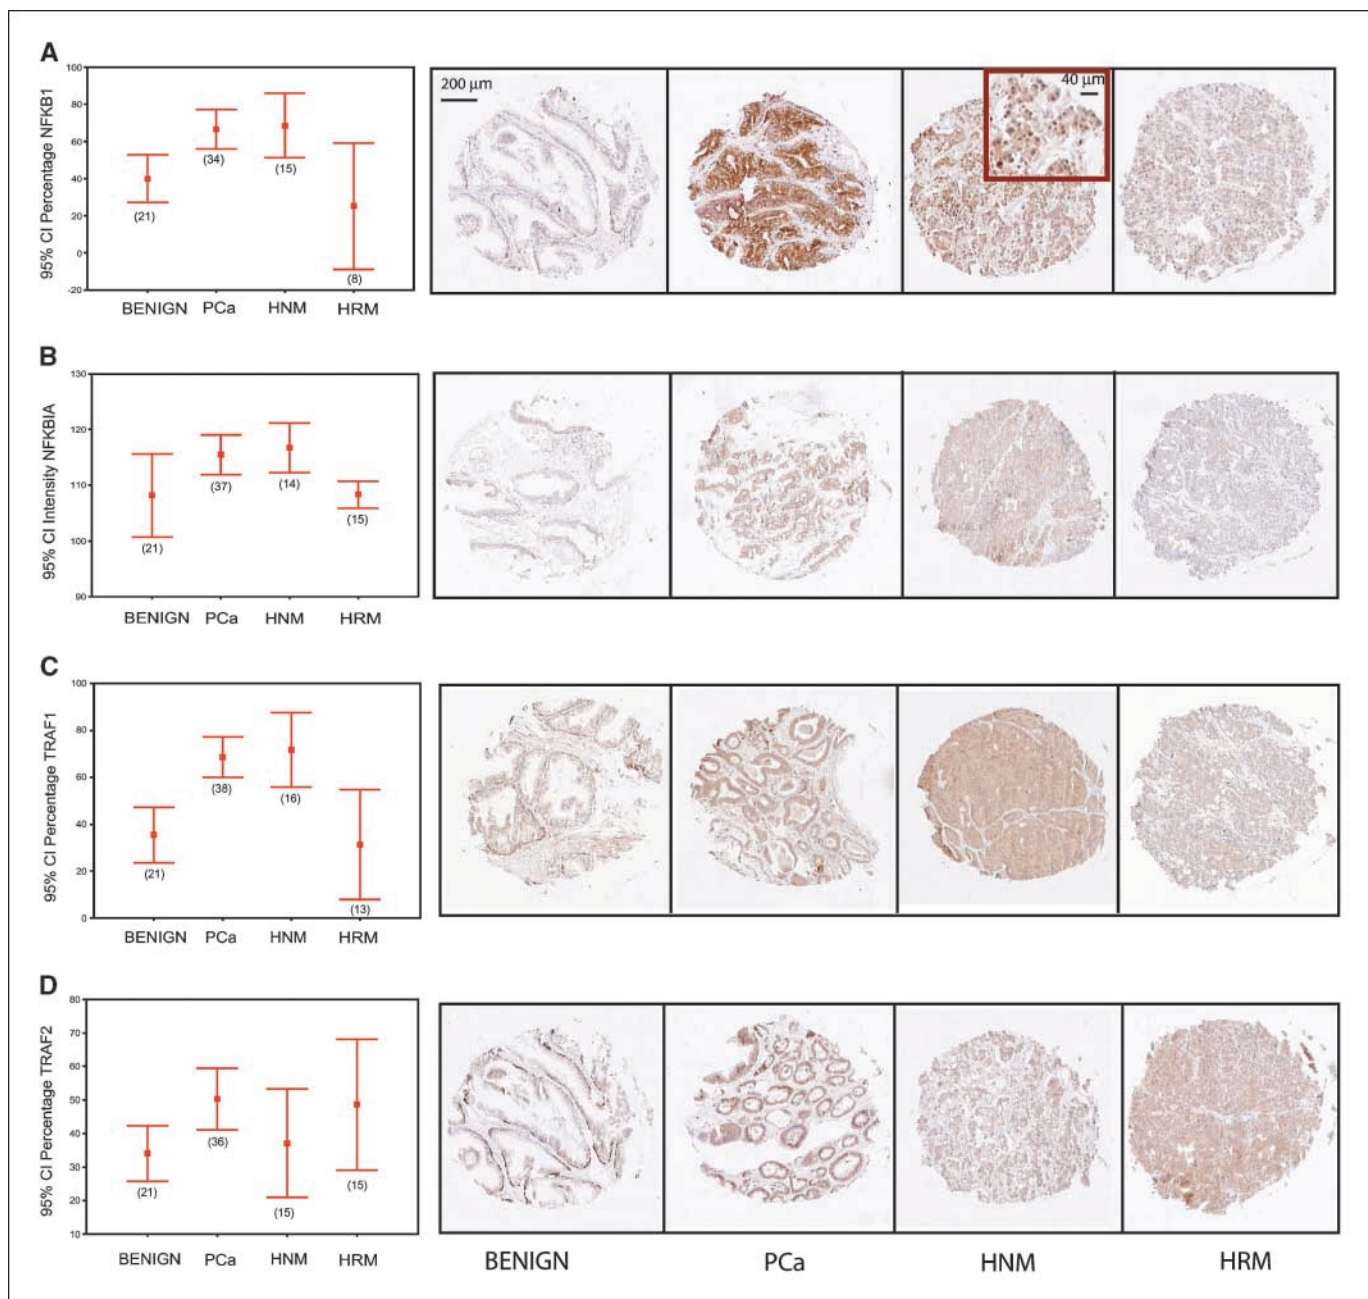 A
95% CI Percentage NFKB1
100
80
60
40
20
0
-20
(21)
(34)
(15)
(8)
BENIGN PCa HNM HRM
200 µm
40 µm
B
95% CI Intensity NFKBIA
130
120
110
100
90
(21)
(37)
(14)
(15)
BENIGN PCa HNM HRM
C
95% CI Percentage TRAF1
100
80
60
40
20
0
(21)
(38)
(16)
(13)
BENIGN PCa HNM HRM
D
95% CI Percentage TRAF2
80
70
60
50
40
30
20
10
(21)
(36)
(15)
(15)
BENIGN PCa HNM HRM
BENIGN PCa HNM HRM